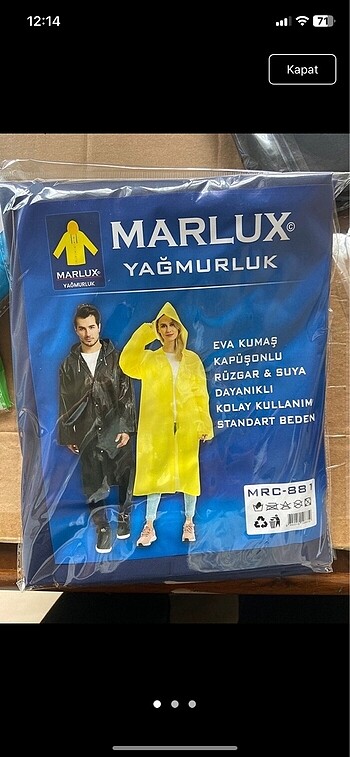 12:14
71
Kapat
MARLUX©
YAĞMURLUK
MARLUX©
YAĞMURLUK
EVA KUMAŞ
KAPÜŞONLU
RÜZGAR & SUYA
DAYANIKLI
KOLAY KULLANIM
STANDART BEDEN
MRC-881